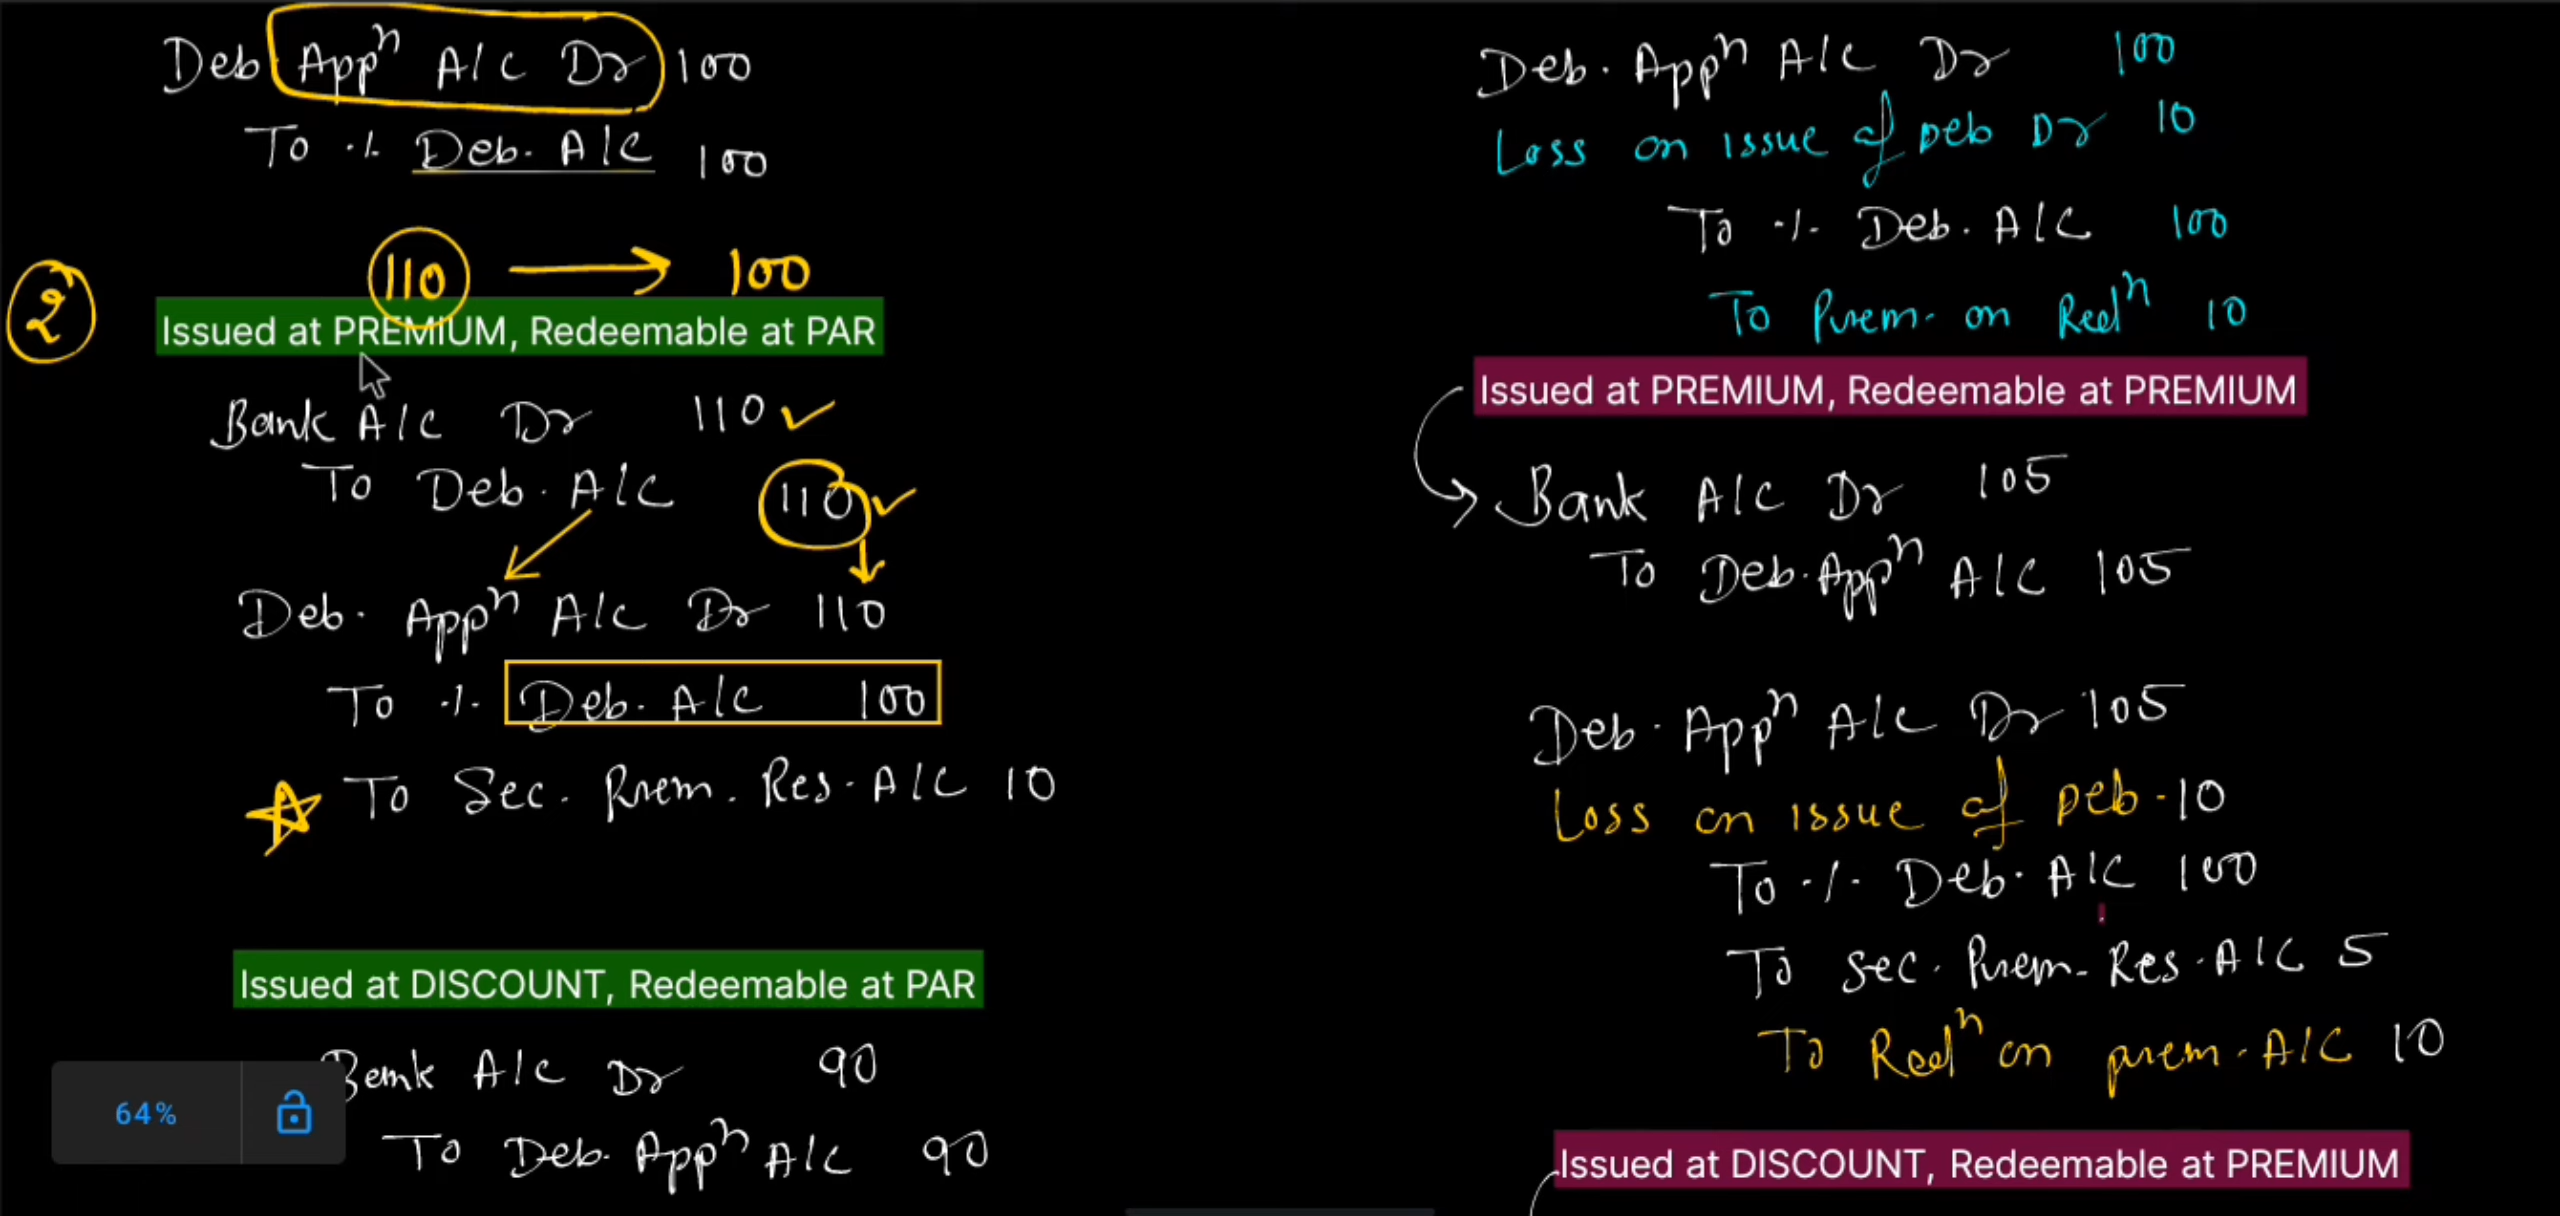 Deb Appⁿ A/C Dr 100
To ·/. Deb. A/C 100
2
110 → 100
Issued at PREMIUM, Redeemable at PAR
Bank A/C Dr 110 ✓
To Deb. A/C 110 ✓
Deb. Appⁿ A/C Dr 110
To ·/. Deb. A/C 100
☆ To Sec. Prem. Res. A/C 10
Issued at DISCOUNT, Redeemable at PAR
Bank A/C Dr 90
To Deb. Appⁿ A/C 90
64%
Deb. Appⁿ A/C Dr 100
Loss on issue of Deb Dr 10
To ·/. Deb. A/C 100
To Prem. on Redⁿ 10
Issued at PREMIUM, Redeemable at PREMIUM
Bank A/C Dr 105
To Deb. Appⁿ A/C 105
Deb. Appⁿ A/C Dr 105
Loss on issue of Deb. 10
To ·/. Deb. A/C 100
To Sec. Prem. Res. A/C 5
To Redⁿ on prem. A/C 10
Issued at DISCOUNT, Redeemable at PREMIUM